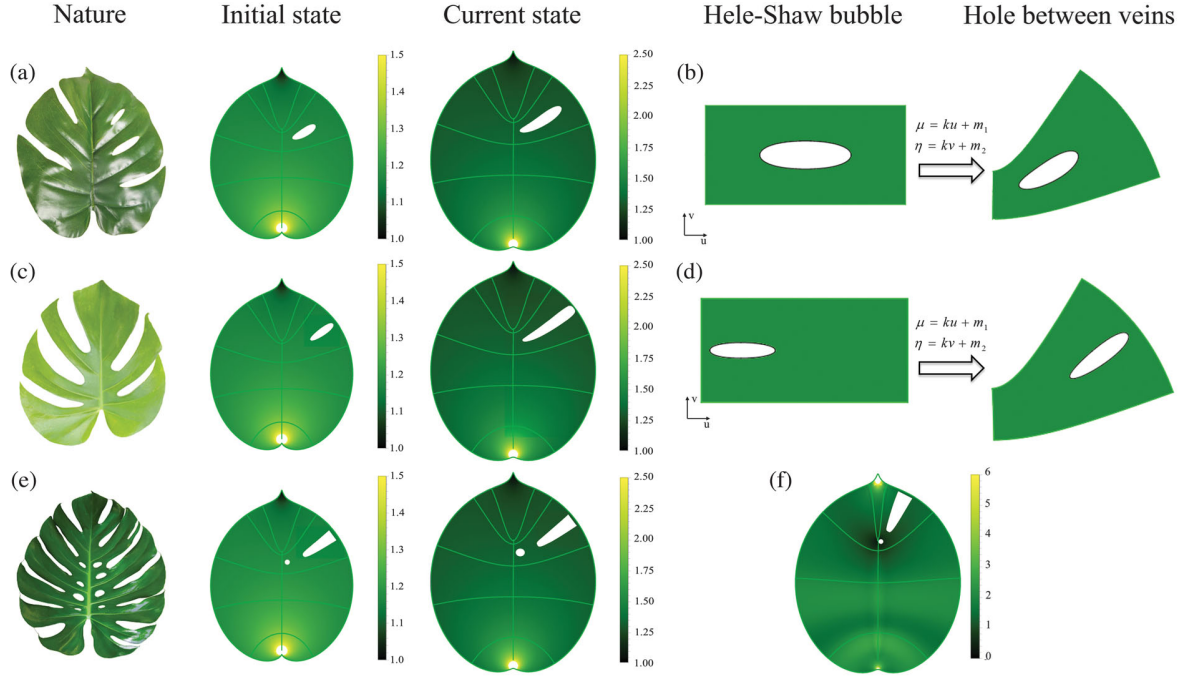 Nature
Initial state
Current state
Hele-Shaw bubble
Hole between veins
(a)
1.5
1.4
1.3
1.2
1.1
1.0
2.50
2.25
2.00
1.75
1.50
1.25
1.00
(b)
μ = ku + m₁
η = kv + m₂
v
u
(c)
1.5
1.4
1.3
1.2
1.1
1.0
2.50
2.25
2.00
1.75
1.50
1.25
1.00
(d)
μ = ku + m₁
η = kv + m₂
v
u
(e)
1.5
1.4
1.3
1.2
1.1
1.0
2.50
2.25
2.00
1.75
1.50
1.25
1.00
(f)
6
5
4
3
2
1
0